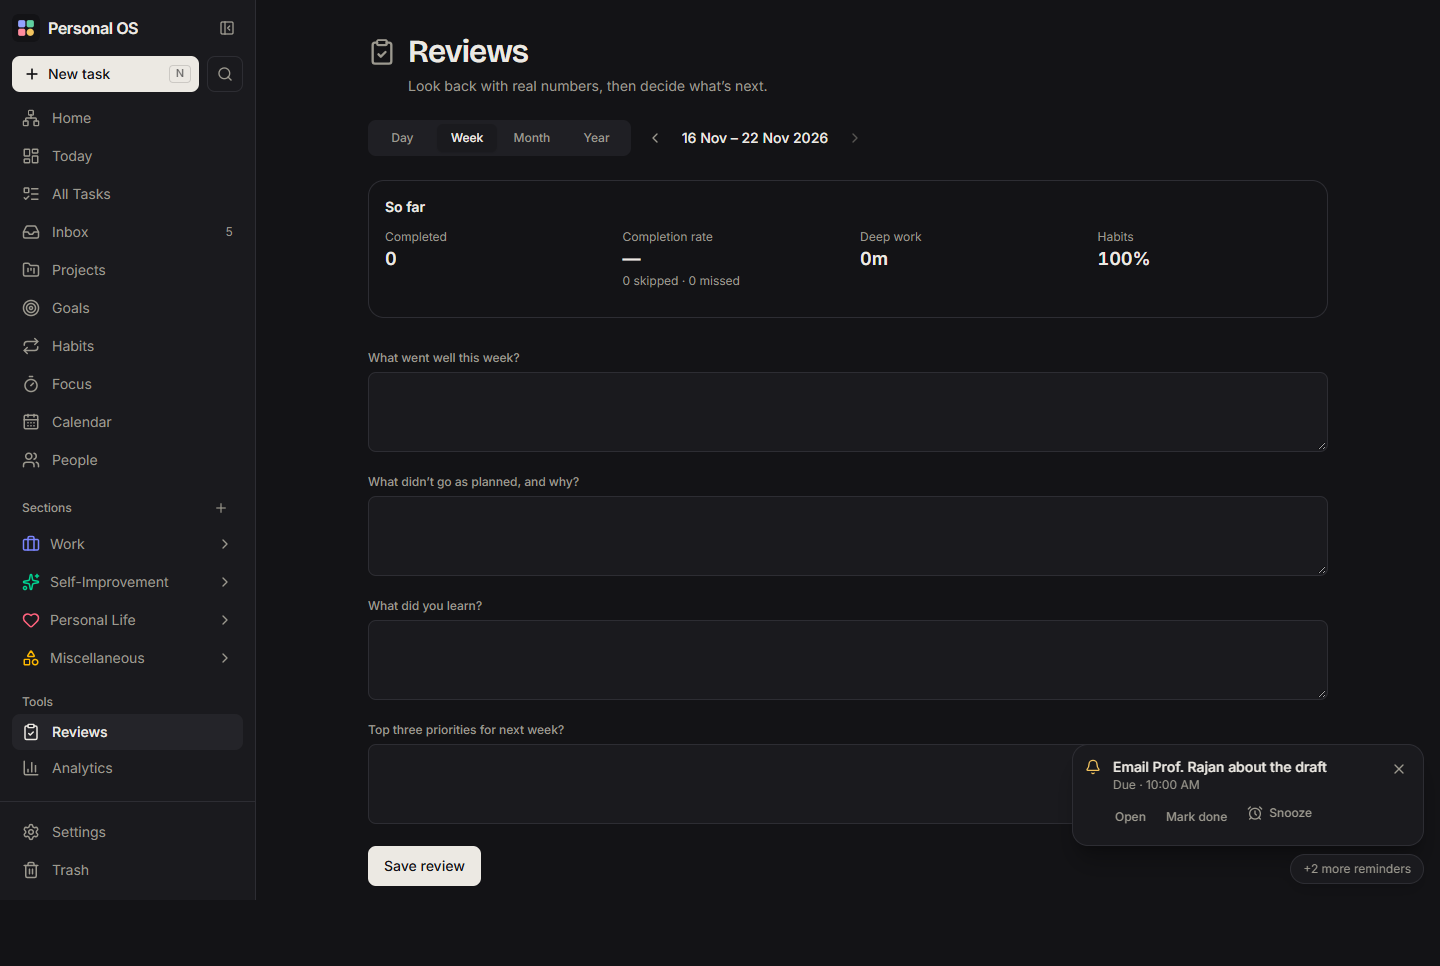 Personal OS
New task N
Home
Today
All Tasks
Inbox 5
Projects
Goals
Habits
Focus
Calendar
People
Sections
Work
Self-Improvement
Personal Life
Miscellaneous
Tools
Reviews
Analytics
Settings
Trash
Reviews
Look back with real numbers, then decide what’s next.
Day Week Month Year 16 Nov – 22 Nov 2026
So far
Completed Completion rate Deep work Habits
0 — 0m 100%
0 skipped · 0 missed
What went well this week?
What didn’t go as planned, and why?
What did you learn?
Top three priorities for next week?
Save review
Email Prof. Rajan about the draft
Due · 10:00 AM
Open Mark done Snooze
+2 more reminders